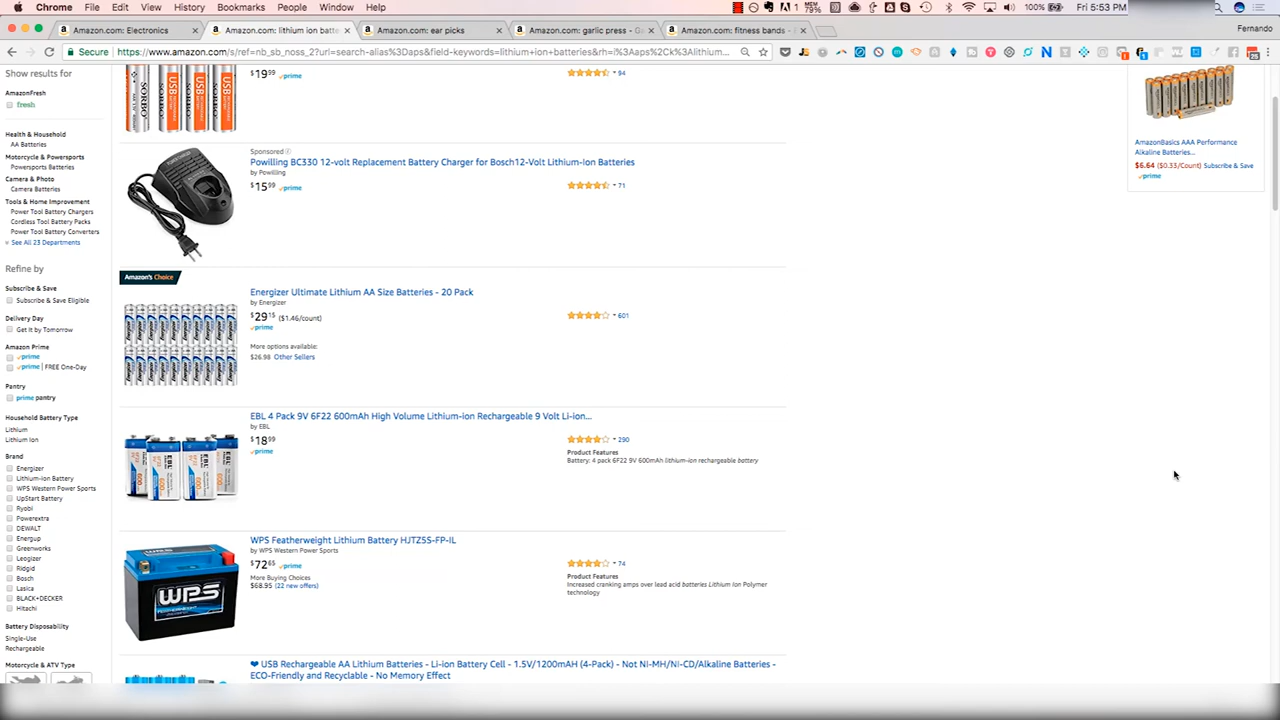 Chrome File Edit View History Bookmarks People Window Help
1 MEM 79% 1 100% Fri 5:53 PM
Amazon.com: Electronics Amazon.com: lithium ion batte Amazon.com: ear picks Amazon.com: garlic press - Ga Amazon.com: fitness bands - Fernando
Secure https://www.amazon.com/s/ref=nb_sb_noss_2?url=search-alias%3Daps&field-keywords=lithium+ion+batteries&rh=i%3Aaps%2Ck%3Alithium...
Show results for
AmazonFresh
fresh
Health & Household
AA Batteries
Motorcycle & Powersports
Powersports Batteries
Camera & Photo
Camera Batteries
Tools & Home Improvement
Power Tool Battery Chargers
Cordless Tool Battery Packs
Power Tool Battery Converters
See All 23 Departments
Refine by
Subscribe & Save
Subscribe & Save Eligible
Delivery Day
Get It by Tomorrow
Amazon Prime
prime
prime | FREE One-Day
Pantry
prime pantry
Household Battery Type
Lithium
Lithium Ion
Brand
Energizer
Lithium-ion Battery
WPS Western Power Sports
UpStart Battery
Ryobi
Powerextra
DEWALT
Energup
Greenworks
Leogizer
Ridgid
Bosch
Lasica
BLACK+DECKER
Hitachi
Battery Disposability
Single-Use
Rechargeable
Motorcycle & ATV Type
USB SORBO
$19 99 prime
94
Sponsored
Powilling BC330 12-volt Replacement Battery Charger for Bosch12-Volt Lithium-Ion Batteries
by Powilling
$15 99 prime
71
Amazon's Choice
Energizer Ultimate Lithium AA Size Batteries - 20 Pack
by Energizer
$29 15 ($1.46/count)
prime
601
More options available:
$26.98 Other Sellers
EBL 4 Pack 9V 6F22 600mAh High Volume Lithium-ion Rechargeable 9 Volt Li-ion...
by EBL
$18 99
prime
290
Product Features
Battery: 4 pack 6F22 9V 600mAh lithium-ion rechargeable battery
EBL 600
WPS Featherweight Lithium Battery HJTZ5S-FP-IL
by WPS Western Power Sports
$72 65 prime
More Buying Choices
$68.95 (22 new offers)
74
Product Features
Increased cranking amps over lead acid batteries Lithium Ion Polymer
technology
WPS
❤ USB Rechargeable AA Lithium Batteries - Li-ion Battery Cell - 1.5V/1200mAH (4-Pack) - Not NI-MH/NI-CD/Alkaline Batteries -
ECO-Friendly and Recyclable - No Memory Effect
AmazonBasics AAA Performance
Alkaline Batteries...
$6.64 ($0.33/Count) Subscribe & Save
prime